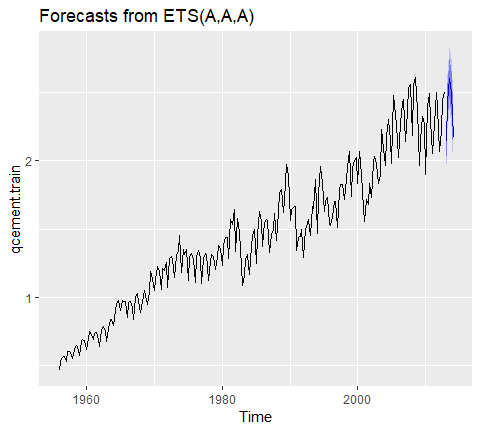 Forecasts from ETS(A,A,A)
qcement.train
2
1
1960
1980
2000
Time